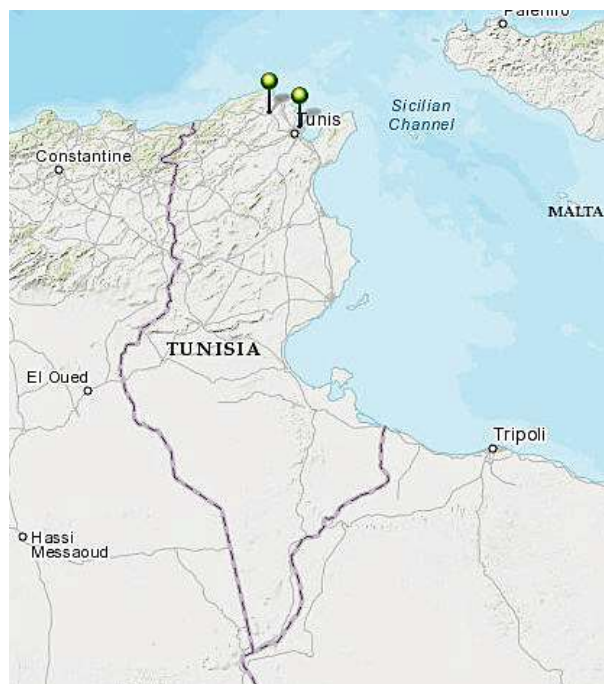 Sicilian
Channel
Tunis
Constantine
MALTA
TUNISIA
El Oued
Tripoli
Hassi
Messaoud